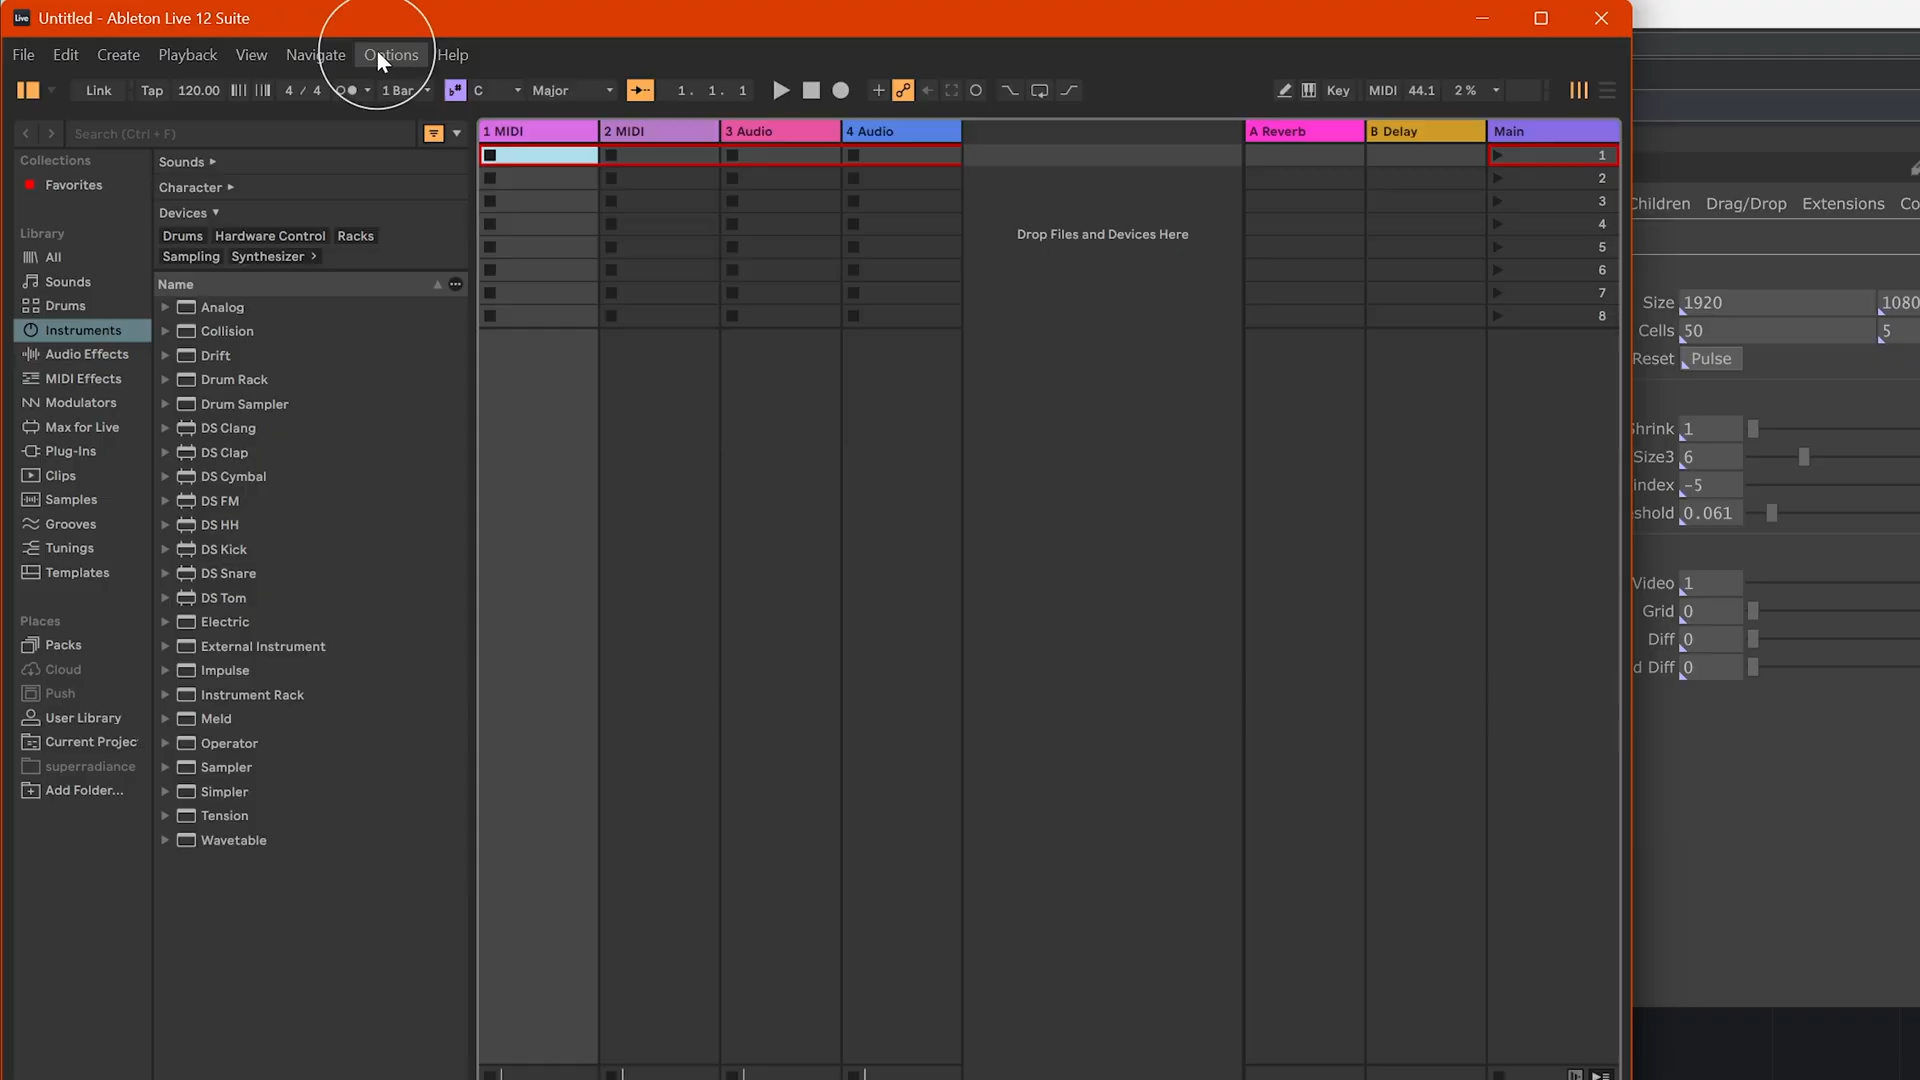 Untitled - Ableton Live 12 Suite
File Edit Create Playback View Navigate Options Help
Link Tap 120.00 4 / 4 1 Bar C Major 1. 1. 1 Key MIDI 44.1 2 %
Search (Ctrl + F)
Collections
Favorites
Library
All
Sounds
Drums
Instruments
Audio Effects
MIDI Effects
Modulators
Max for Live
Plug-Ins
Clips
Samples
Grooves
Tunings
Templates
Places
Packs
Cloud
Push
User Library
Current Projec
superradiance
Add Folder...
Sounds
Character
Devices
Drums Hardware Control Racks
Sampling Synthesizer >
Name
Analog
Collision
Drift
Drum Rack
Drum Sampler
DS Clang
DS Clap
DS Cymbal
DS FM
DS HH
DS Kick
DS Snare
DS Tom
Electric
External Instrument
Impulse
Instrument Rack
Meld
Operator
Sampler
Simpler
Tension
Wavetable
1 MIDI 2 MIDI 3 Audio 4 Audio A Reverb B Delay Main
1
2
3
4
5
6
7
8
Drop Files and Devices Here
Children Drag/Drop Extensions Co
Size 1920 1080
Cells 50 5
Reset Pulse
Shrink 1
Size3 6
index -5
shold 0.061
Video 1
Grid 0
Diff 0
d Diff 0